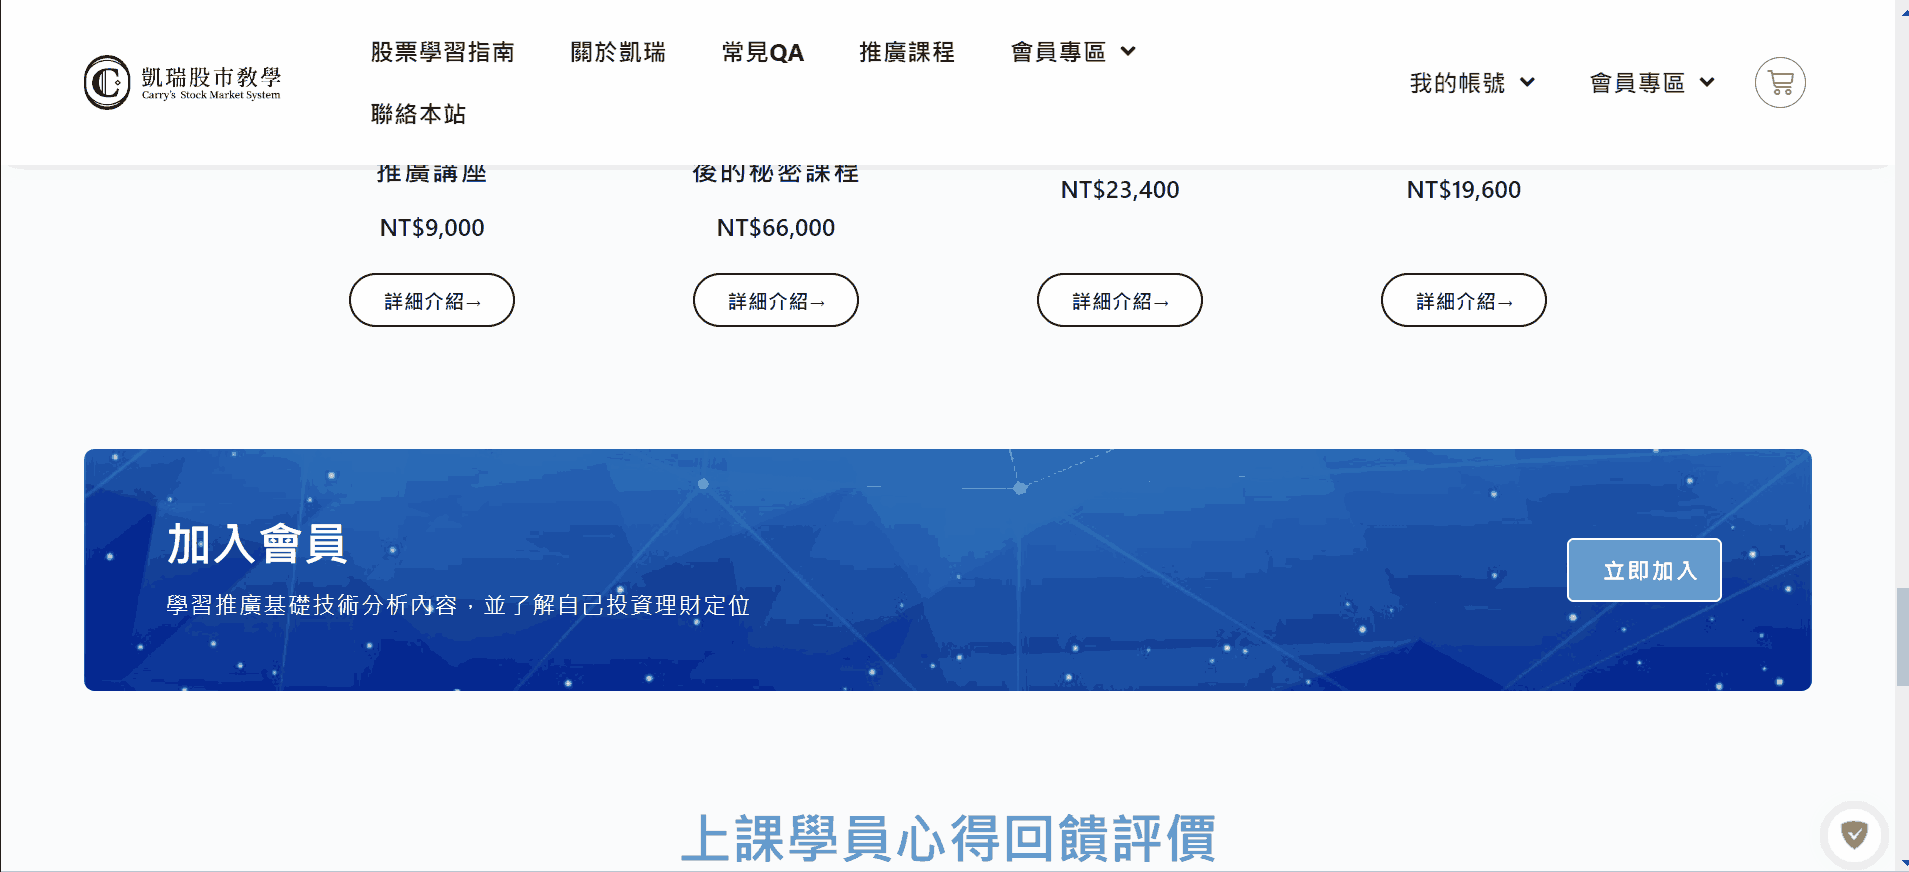 凱瑞股市教學
Carry's Stock Market System
股票學習指南
關於凱瑞
常見QA
推廣課程
會員專區
聯絡本站
我的帳號
會員專區
推廣講座
後的秘密課程
NT$23,400
NT$19,600
NT$9,000
NT$66,000
詳細介紹→
詳細介紹→
詳細介紹→
詳細介紹→
加入會員
學習推廣基礎技術分析內容，並了解自己投資理財定位
立即加入
上課學員心得回饋評價